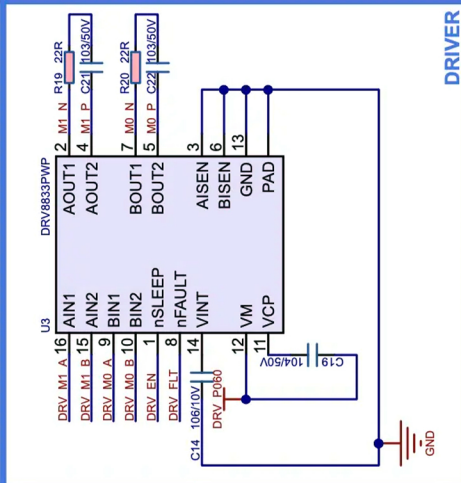 DRIVER
R19 22R
C21 103/50V
R20 22R
C22 103/50V
M1_N
M1_P
M0_N
M0_P
2
4
7
5
3
6
13
DRV8833PWP
AOUT1
AOUT2
BOUT1
BOUT2
AISEN
BISEN
GND
PAD
U3
AIN1
AIN2
BIN1
BIN2
nSLEEP
nFAULT
VINT
VM
VCP
16
15
9
10
1
8
14
12
11
DRV_M1_A
DRV_M1_B
DRV_M0_A
DRV_M0_B
DRV_EN
DRV_FLT
C14 106/10V
DRV_P060
C19
104/50V
GND